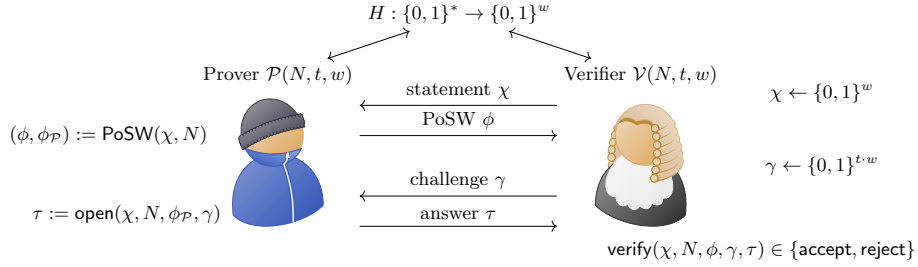 H : {0, 1}* → {0, 1}^w
Prover 𝒫(N, t, w)
Verifier 𝒱(N, t, w)
statement χ
χ ← {0, 1}^w
(ϕ, ϕ_𝒫) := PoSW(χ, N)
PoSW ϕ
γ ← {0, 1}^{t·w}
challenge γ
τ := open(χ, N, ϕ_𝒫, γ)
answer τ
verify(χ, N, ϕ, γ, τ) ∈ {accept, reject}